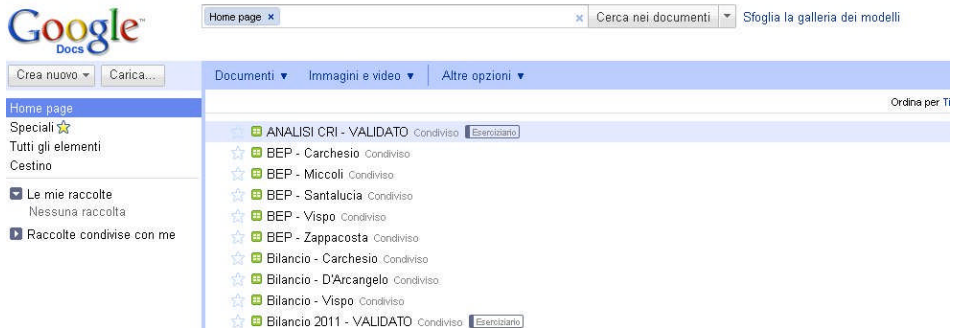 Google Docs
Home page × × Cerca nei documenti Sfoglia la galleria dei modelli
Crea nuovo Carica... Documenti Immagini e video Altre opzioni
Ordina per Ti
Home page
Speciali
Tutti gli elementi
Cestino
Le mie raccolte
Nessuna raccolta
Raccolte condivise con me
ANALISI CRI - VALIDATO Condiviso Eserciziario
BEP - Carchesio Condiviso
BEP - Miccoli Condiviso
BEP - Santalucia Condiviso
BEP - Vispo Condiviso
BEP - Zappacosta Condiviso
Bilancio - Carchesio Condiviso
Bilancio - D'Arcangelo Condiviso
Bilancio - Vispo Condiviso
Bilancio 2011 - VALIDATO Condiviso Eserciziario